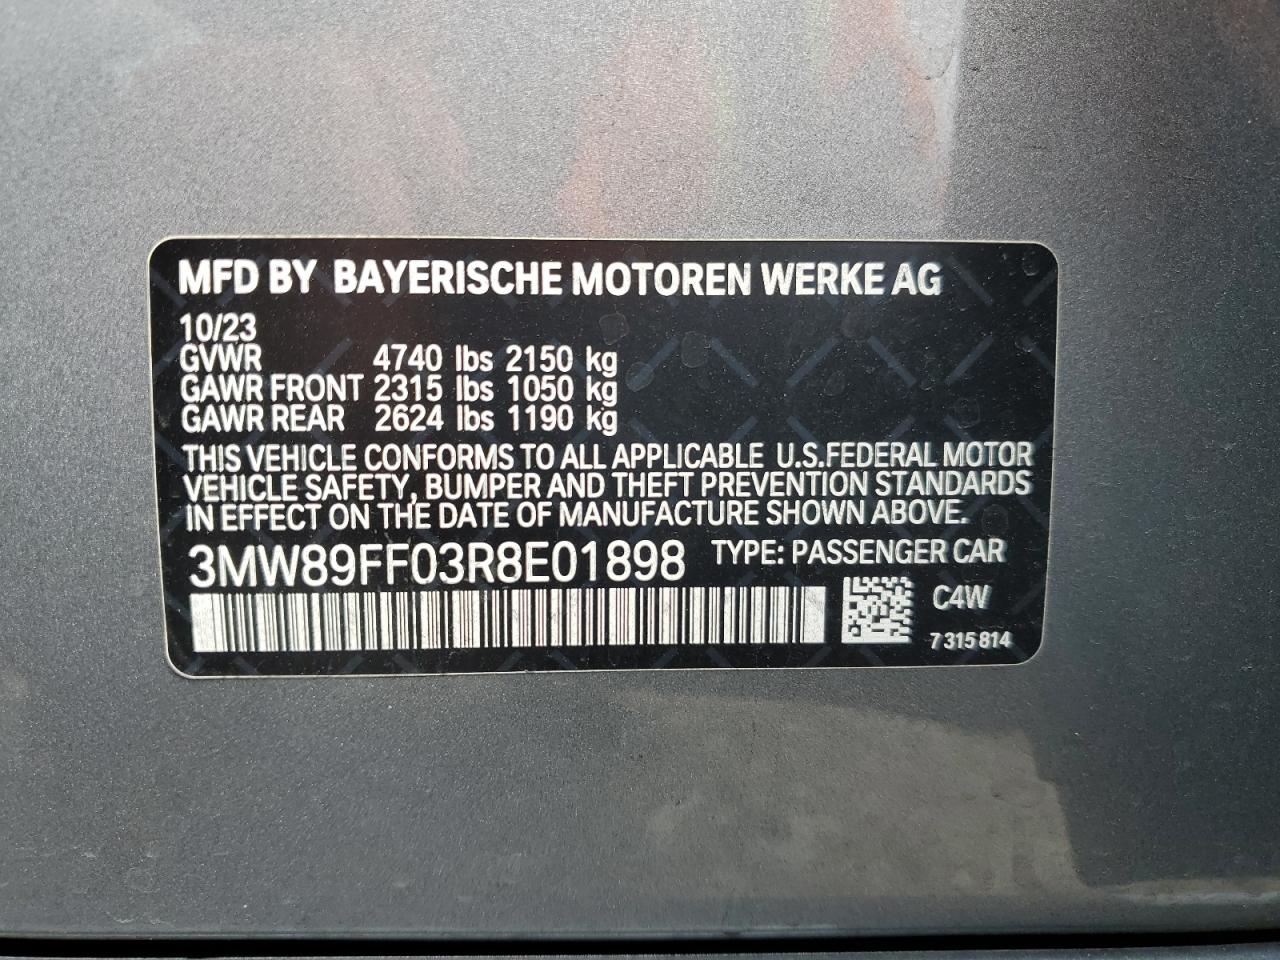 MFD BY BAYERISCHE MOTOREN WERKE AG
10/23
GVWR 4740 lbs 2150 kg
GAWR FRONT 2315 lbs 1050 kg
GAWR REAR 2624 lbs 1190 kg
THIS VEHICLE CONFORMS TO ALL APPLICABLE U.S.FEDERAL MOTOR
VEHICLE SAFETY, BUMPER AND THEFT PREVENTION STANDARDS
IN EFFECT ON THE DATE OF MANUFACTURE SHOWN ABOVE.
3MW89FF03R8E01898 TYPE: PASSENGER CAR
C4W
7 315 814